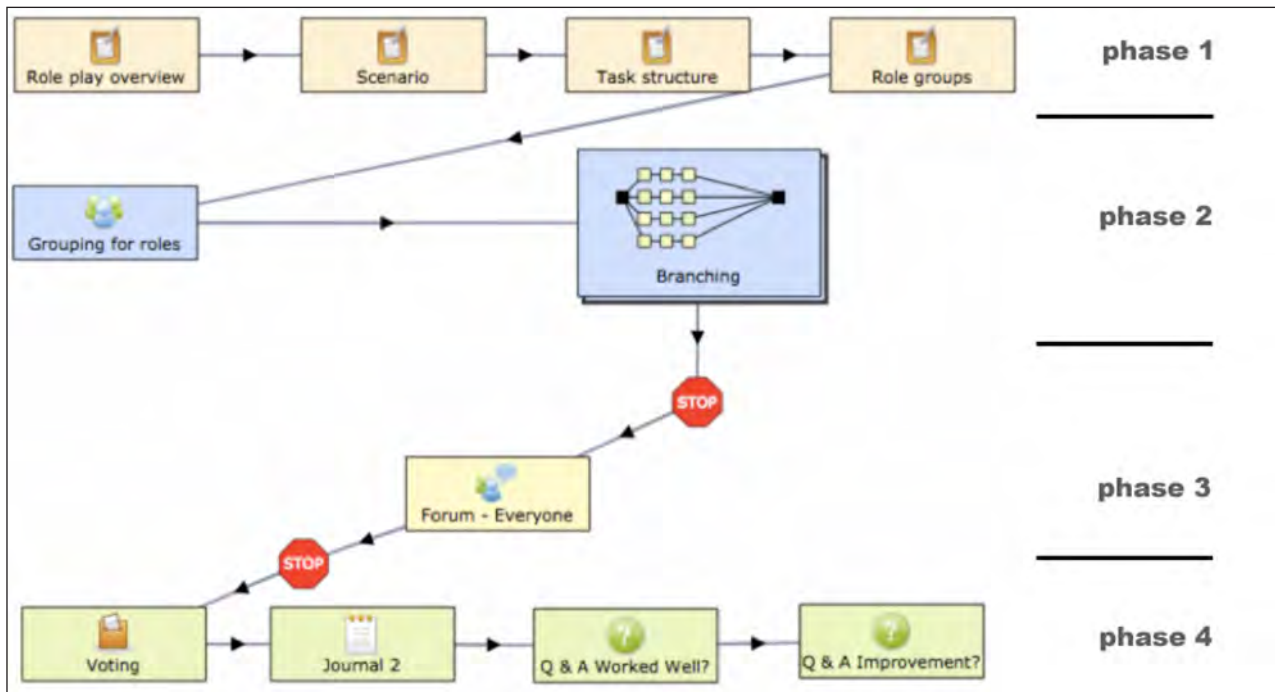 Role play overview
Scenario
Task structure
Role groups
phase 1
Grouping for roles
Branching
phase 2
STOP
Forum - Everyone
phase 3
STOP
Voting
Journal 2
Q & A Worked Well?
Q & A Improvement?
phase 4